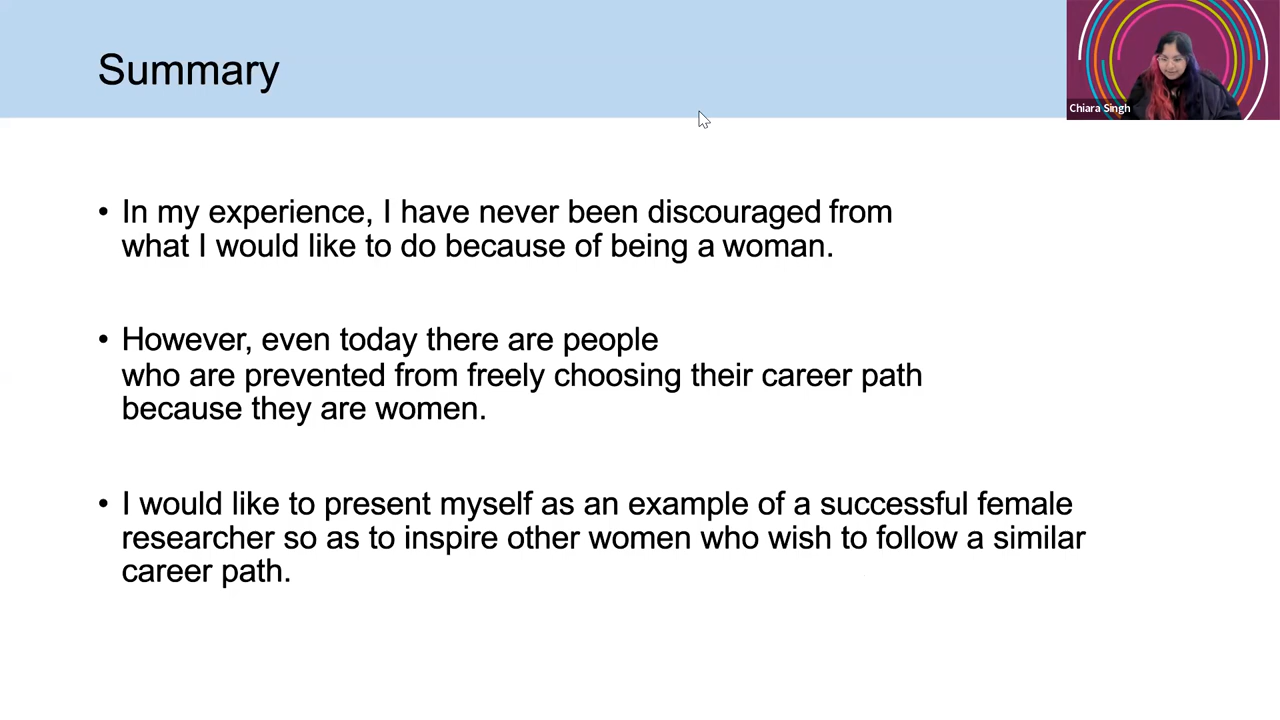 Summary
Chiara Singh
• In my experience, I have never been discouraged from
what I would like to do because of being a woman.
• However, even today there are people
who are prevented from freely choosing their career path
because they are women.
• I would like to present myself as an example of a successful female
researcher so as to inspire other women who wish to follow a similar
career path.